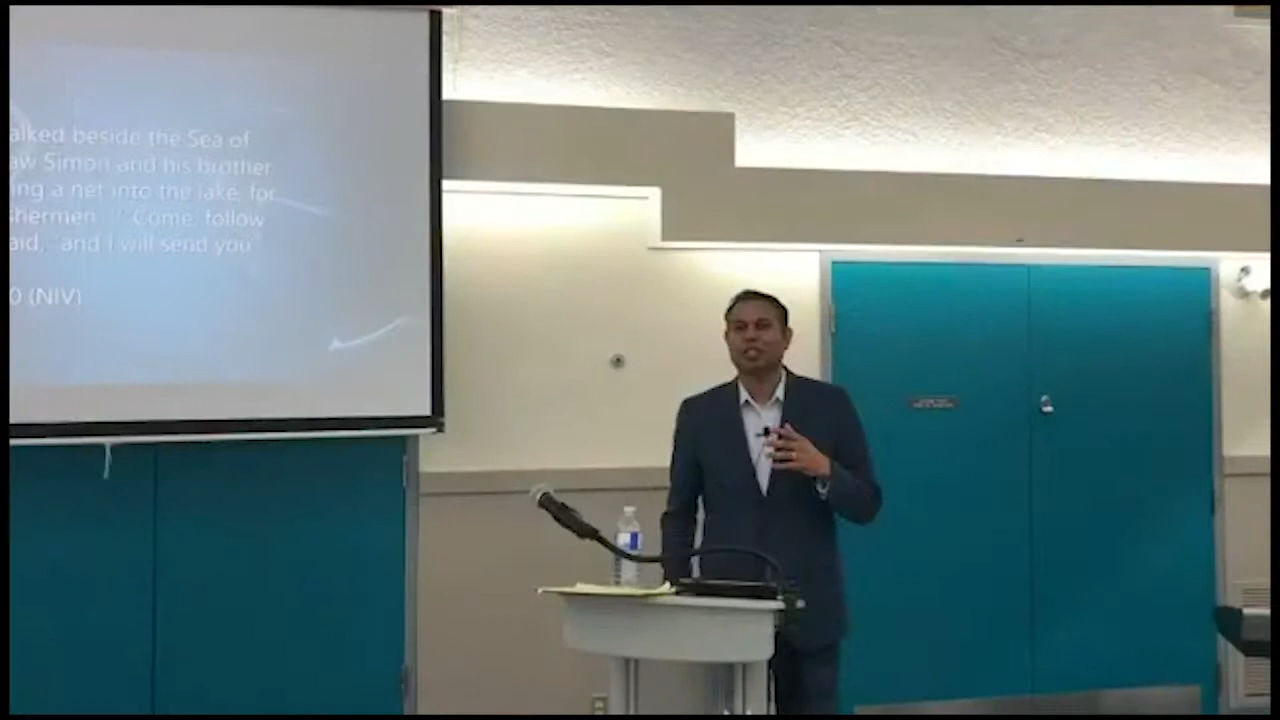 alked beside the Sea of
aw Simon and his brother
ing a net into the lake, for
shermen. "Come, follow
aid, "and I will send you
0 (NIV)